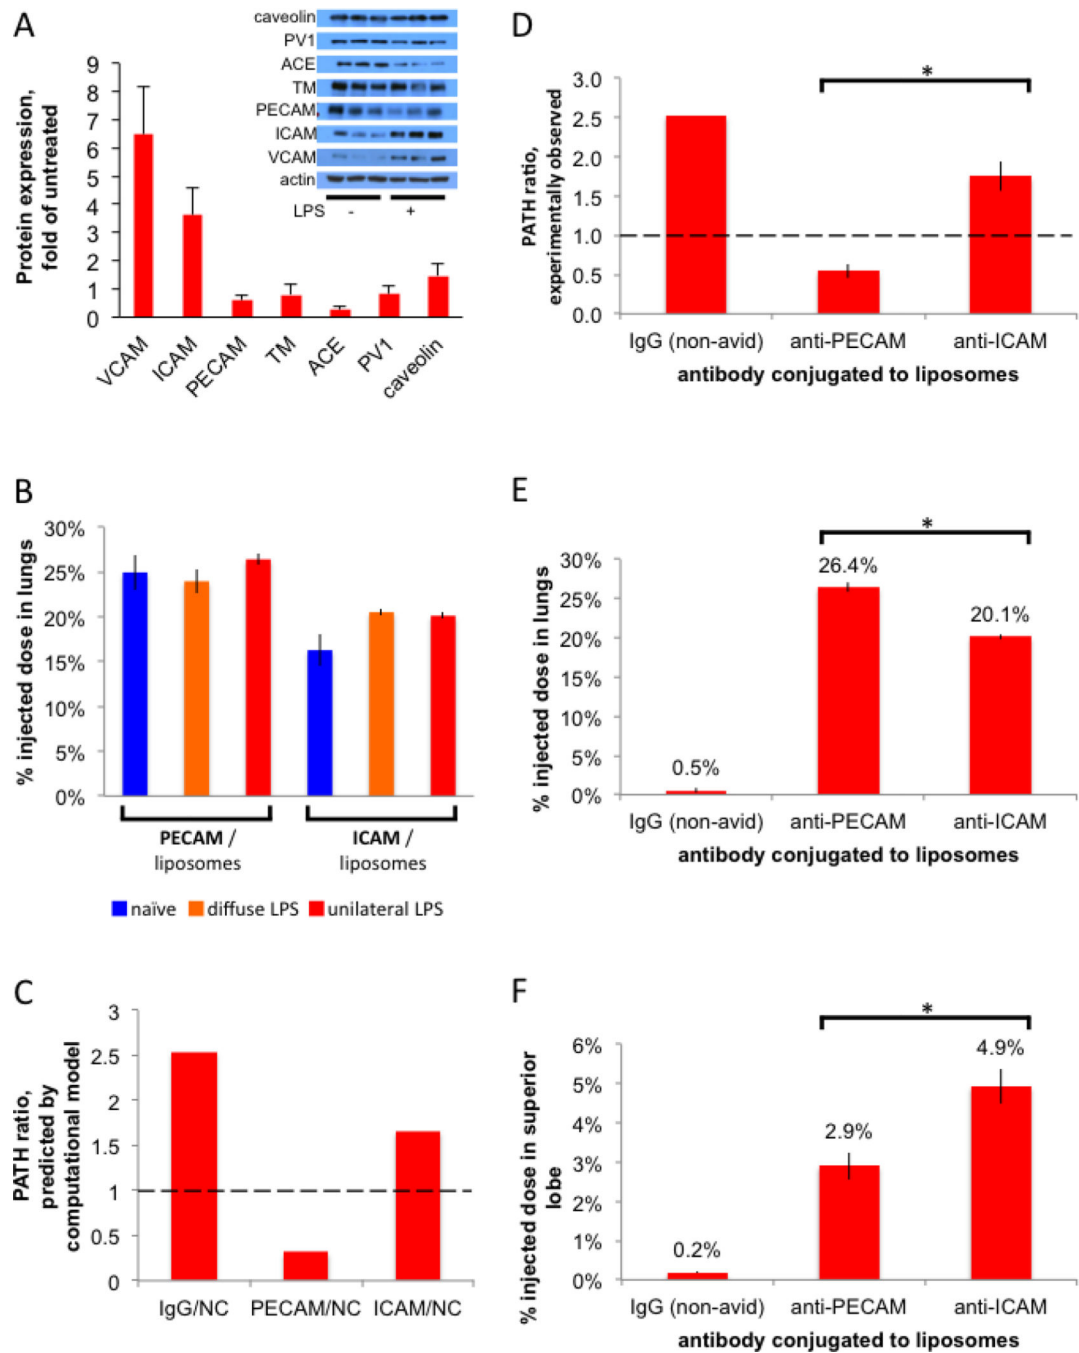 A
caveolin
PV1
ACE
TM
PECAM
ICAM
VCAM
actin
LPS - +
Protein expression,
fold of untreated
9
8
7
6
5
4
3
2
1
0
VCAM
ICAM
PECAM
TM
ACE
PV1
caveolin
D
*
PATH ratio,
experimentally observed
3.0
2.5
2.0
1.5
1.0
0.5
0.0
IgG (non-avid) anti-PECAM anti-ICAM
antibody conjugated to liposomes
B
% injected dose in lungs
30%
25%
20%
15%
10%
5%
0%
PECAM / ICAM /
liposomes liposomes
naïve diffuse LPS unilateral LPS
E
*
% injected dose in lungs
30%
25%
20%
15%
10%
5%
0%
0.5%
26.4%
20.1%
IgG (non-avid) anti-PECAM anti-ICAM
antibody conjugated to liposomes
C
PATH ratio,
predicted by
computational model
3
2.5
2
1.5
1
0.5
0
IgG/NC PECAM/NC ICAM/NC
F
*
% injected dose in superior
lobe
6%
5%
4%
3%
2%
1%
0%
0.2%
2.9%
4.9%
IgG (non-avid) anti-PECAM anti-ICAM
antibody conjugated to liposomes